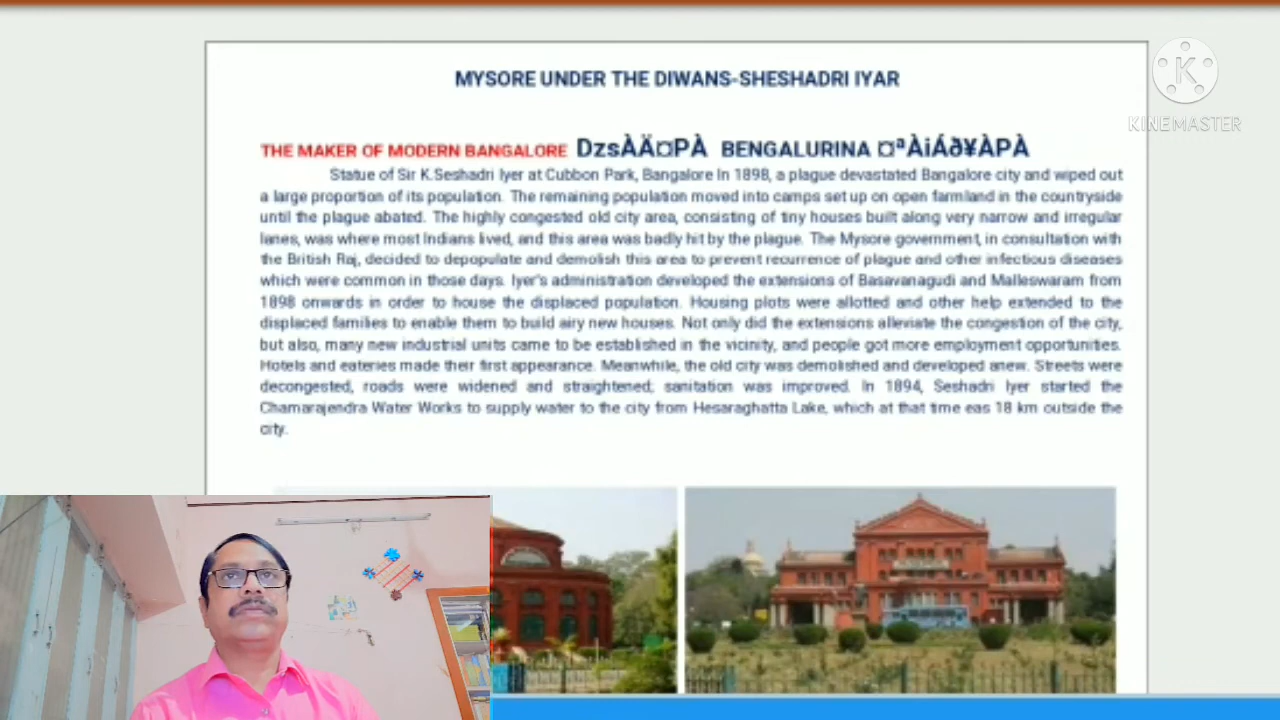 MYSORE UNDER THE DIWANS-SHESHADRI IYAR
K
KINEMASTER
THE MAKER OF MODERN BANGALORE DzsÀÄ¤PÀ BENGALURINA ¤ªÀiÁð¥ÀPÀ
Statue of Sir K.Seshadri Iyer at Cubbon Park, Bangalore In 1898, a plague devastated Bangalore city and wiped out
a large proportion of its population. The remaining population moved into camps set up on open farmland in the countryside
until the plague abated. The highly congested old city area, consisting of tiny houses built along very narrow and irregular
lanes, was where most Indians lived, and this area was badly hit by the plague. The Mysore government, in consultation with
the British Raj, decided to depopulate and demolish this area to prevent recurrence of plague and other infectious diseases
which were common in those days. Iyer's administration developed the extensions of Basavanagudi and Malleswaram from
1898 onwards in order to house the displaced population. Housing plots were allotted and other help extended to the
displaced families to enable them to build airy new houses. Not only did the extensions alleviate the congestion of the city,
but also, many new industrial units came to be established in the vicinity, and people got more employment opportunities.
Hotels and eateries made their first appearance. Meanwhile, the old city was demolished and developed anew. Streets were
decongested, roads were widened and straightened; sanitation was improved. In 1894, Seshadri Iyer started the
Chamarajendra Water Works to supply water to the city from Hesaraghatta Lake, which at that time eas 18 km outside the
city.